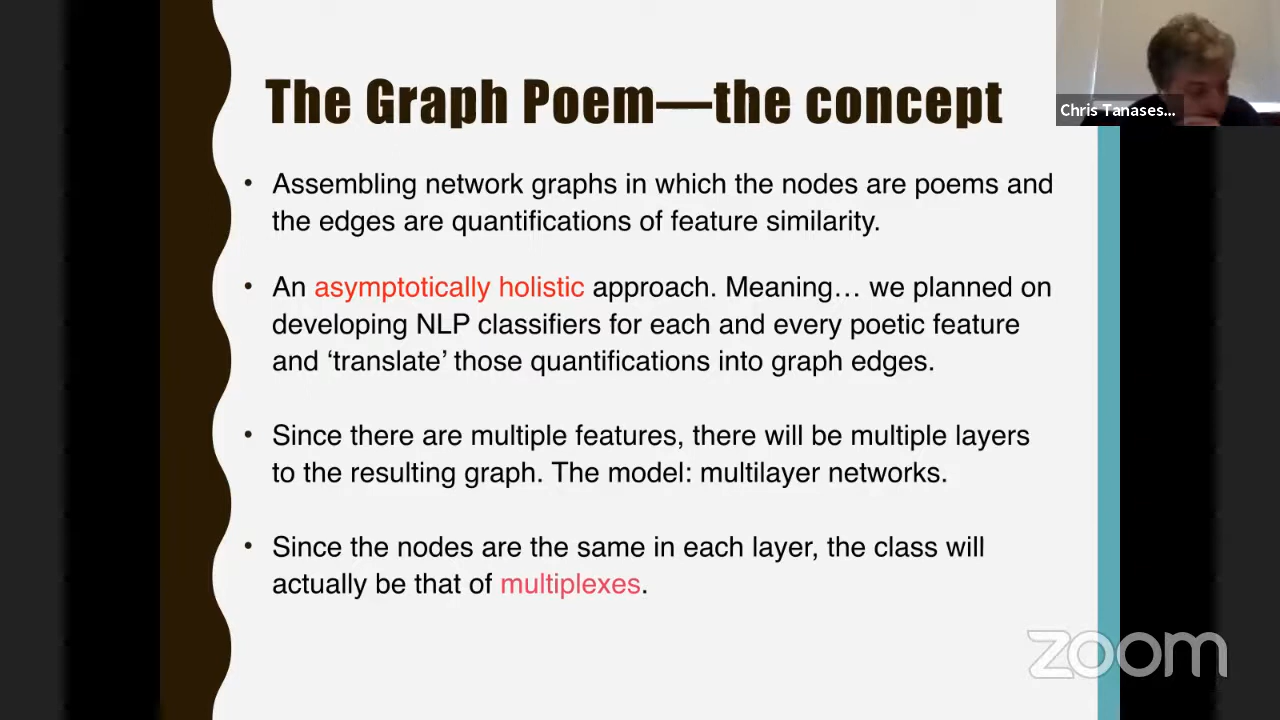 The Graph Poem—the concept
Chris Tanases...
• Assembling network graphs in which the nodes are poems and
the edges are quantifications of feature similarity.
• An asymptotically holistic approach. Meaning… we planned on
developing NLP classifiers for each and every poetic feature
and ‘translate’ those quantifications into graph edges.
• Since there are multiple features, there will be multiple layers
to the resulting graph. The model: multilayer networks.
• Since the nodes are the same in each layer, the class will
actually be that of multiplexes.
zoom